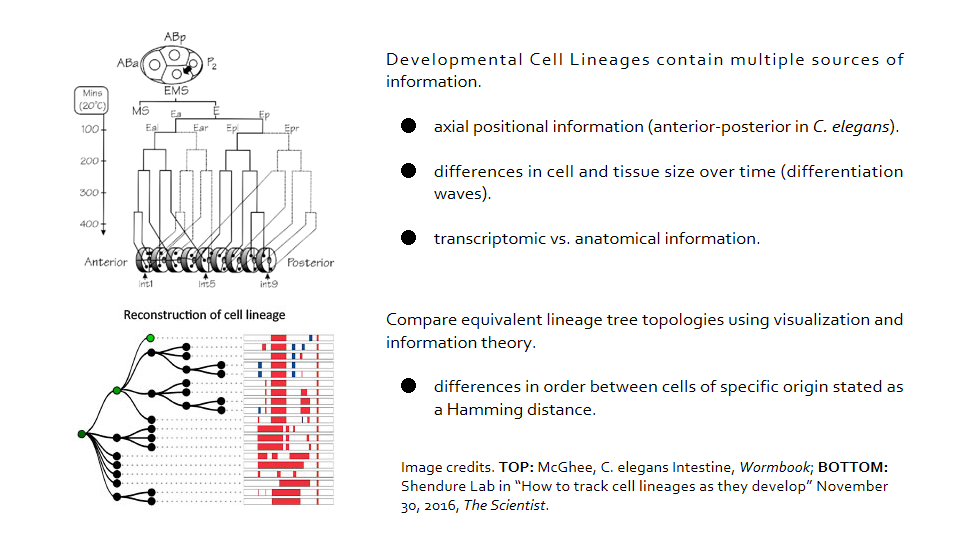 ABp
ABa
P2
EMS
Mins
(20°C)
MS
E
Ea
Ep
Eal
Ear
Epl
Epr
100
200
300
400
Anterior
Posterior
Int1
Int5
Int9
Reconstruction of cell lineage
Developmental Cell Lineages contain multiple sources of
information.
● axial positional information (anterior-posterior in C. elegans).
● differences in cell and tissue size over time (differentiation
waves).
● transcriptomic vs. anatomical information.
Compare equivalent lineage tree topologies using visualization and
information theory.
● differences in order between cells of specific origin stated as
a Hamming distance.
Image credits. TOP: McGhee, C. elegans Intestine, Wormbook; BOTTOM:
Shendure Lab in “How to track cell lineages as they develop” November
30, 2016, The Scientist.